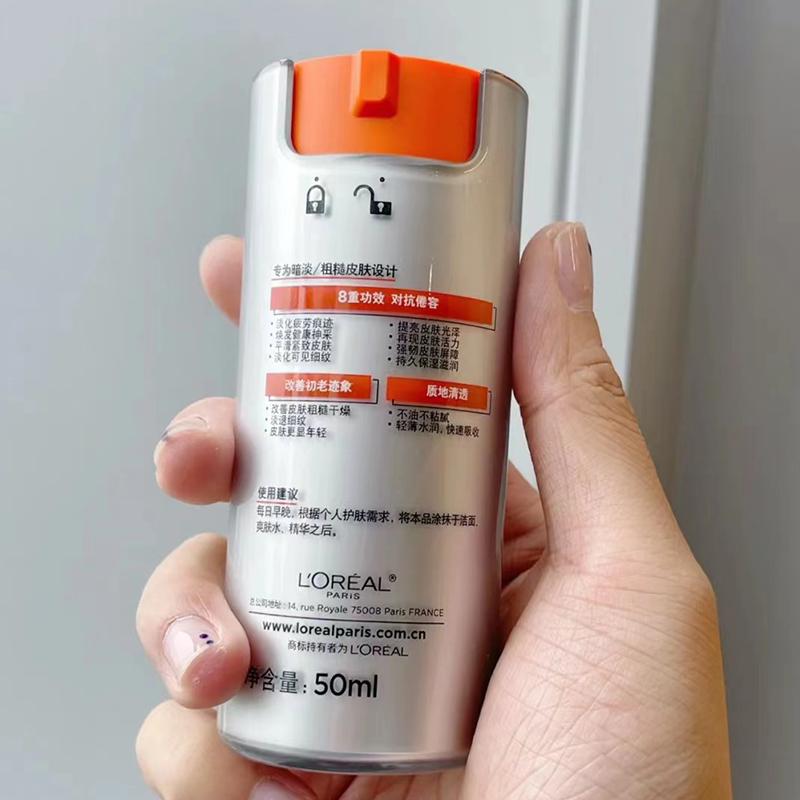 专为暗淡/粗糙皮肤设计
8重功效 对抗倦容
·淡化疲劳痕迹
·焕发健康神采
·平滑紧致皮肤
·淡化可见细纹
·提亮皮肤光泽
·再现皮肤活力
·强韧皮肤屏障
·持久保湿滋润
改善初老迹象
·改善皮肤粗糙干燥
·淡退细纹
·皮肤更显年轻
质地清透
·不油不粘腻
·轻薄水润,快速吸收
使用建议
每日早晚,根据个人护肤需求,将本品涂抹于洁面,
爽肤水、精华之后。
L'ORÉAL®
PARIS
总公司地址:14, rue Royale 75008 Paris FRANCE
www.lorealparis.com.cn
商标持有者为L'ORÉAL
净含量:50ml